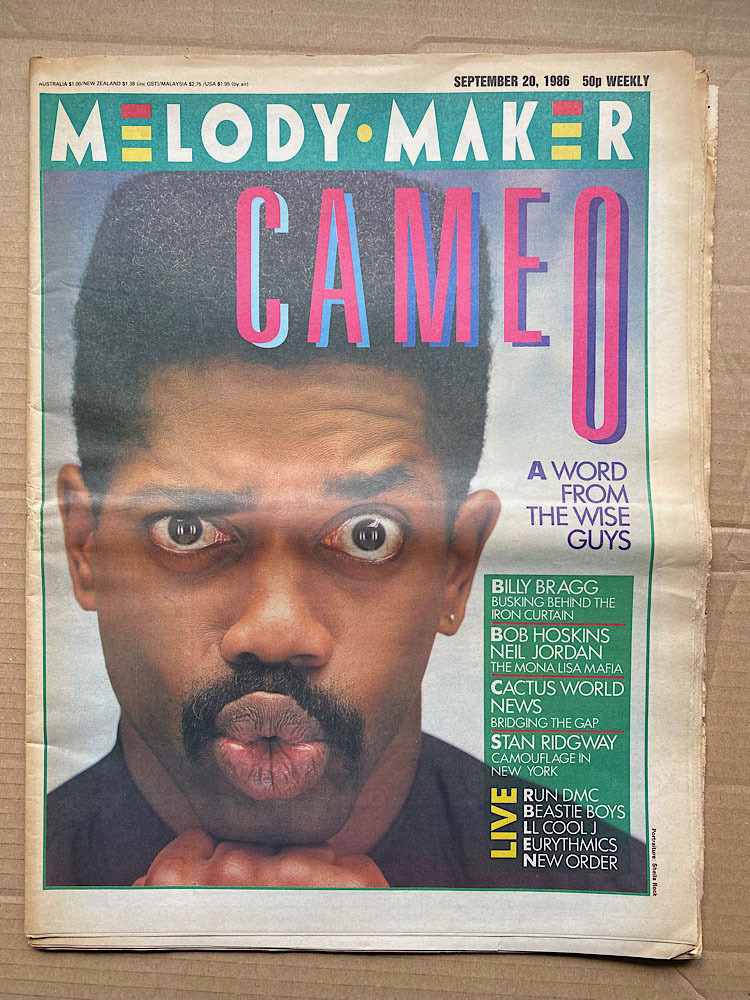 AUSTRALIA $1.00/NEW ZEALAND $1.38 (inc GST)/MALAYSIA $2.75 /USA $1.95 (by air)
SEPTEMBER 20, 1986 50p WEEKLY
MELODY•MAKER
CAMEO
A WORD
FROM
THE WISE
GUYS
BILLY BRAGG
BUSKING BEHIND THE
IRON CURTAIN
BOB HOSKINS
NEIL JORDAN
THE MONA LISA MAFIA
CACTUS WORLD
NEWS
BRIDGING THE GAP
STAN RIDGWAY
CAMOUFLAGE IN
NEW YORK
LIVE
RUN DMC
BEASTIE BOYS
LL COOL J
EURYTHMICS
NEW ORDER
Portraiture: Sheila Rock